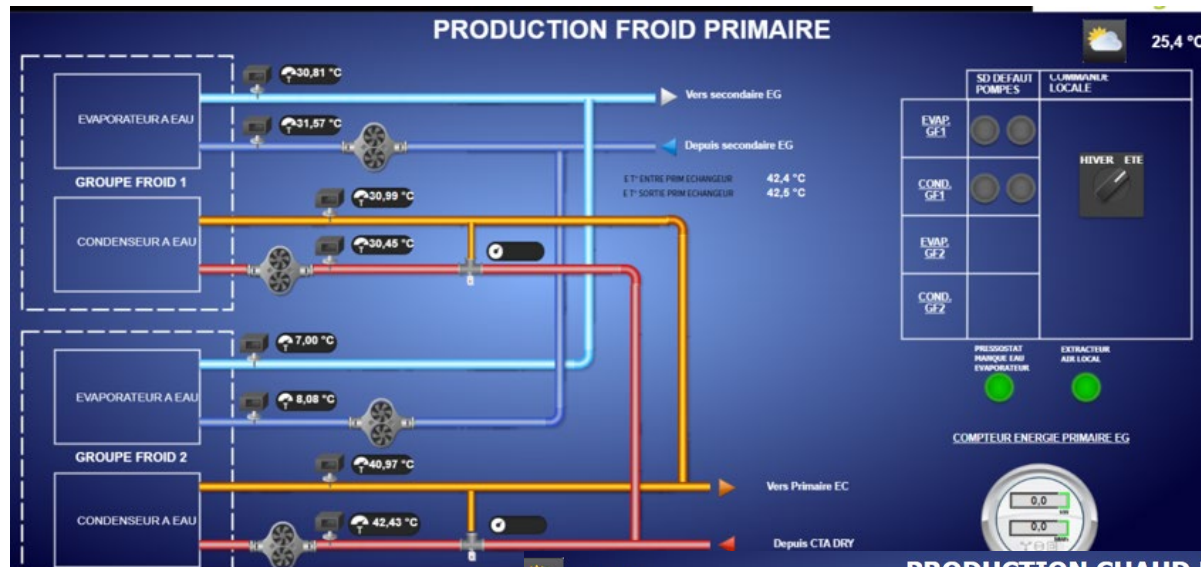 PRODUCTION FROID PRIMAIRE
25,4 °C
30,81 °C
Vers secondaire EG
EVAPORATEUR A EAU
31,57 °C
Depuis secondaire EG
GROUPE FROID 1
E T° ENTRE PRIM ECHANGEUR 42,4 °C
E T° SORTIE PRIM ECHANGEUR 42,5 °C
30,99 °C
CONDENSEUR A EAU
30,45 °C
7,00 °C
EVAPORATEUR A EAU
8,08 °C
GROUPE FROID 2
40,97 °C
Vers Primaire EC
CONDENSEUR A EAU
42,43 °C
Depuis CTA DRY
SD DEFAUT
POMPES
COMMANDE
LOCALE
EVAP.
GF1
HIVER ETE
COND.
GF1
EVAP.
GF2
COND.
GF2
PRESSOSTAT
MANQUE EAU
EVAPORATEUR
EXTRACTEUR
AIR LOCAL
COMPTEUR ENERGIE PRIMAIRE EG
0,0
0,0
PRODUCTION CHAUD